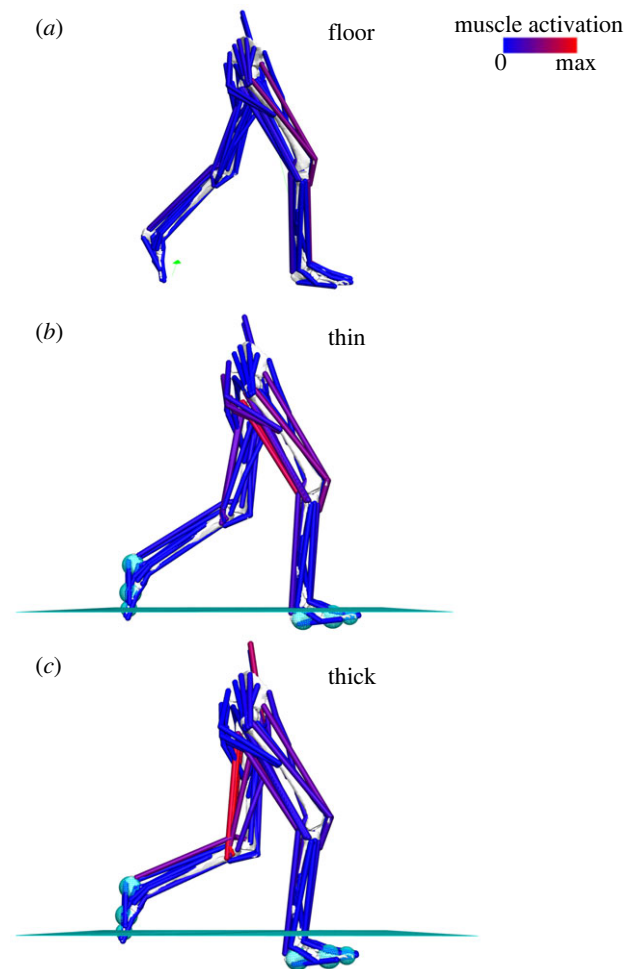 (a)
floor
muscle activation
0 max
(b)
thin
(c)
thick